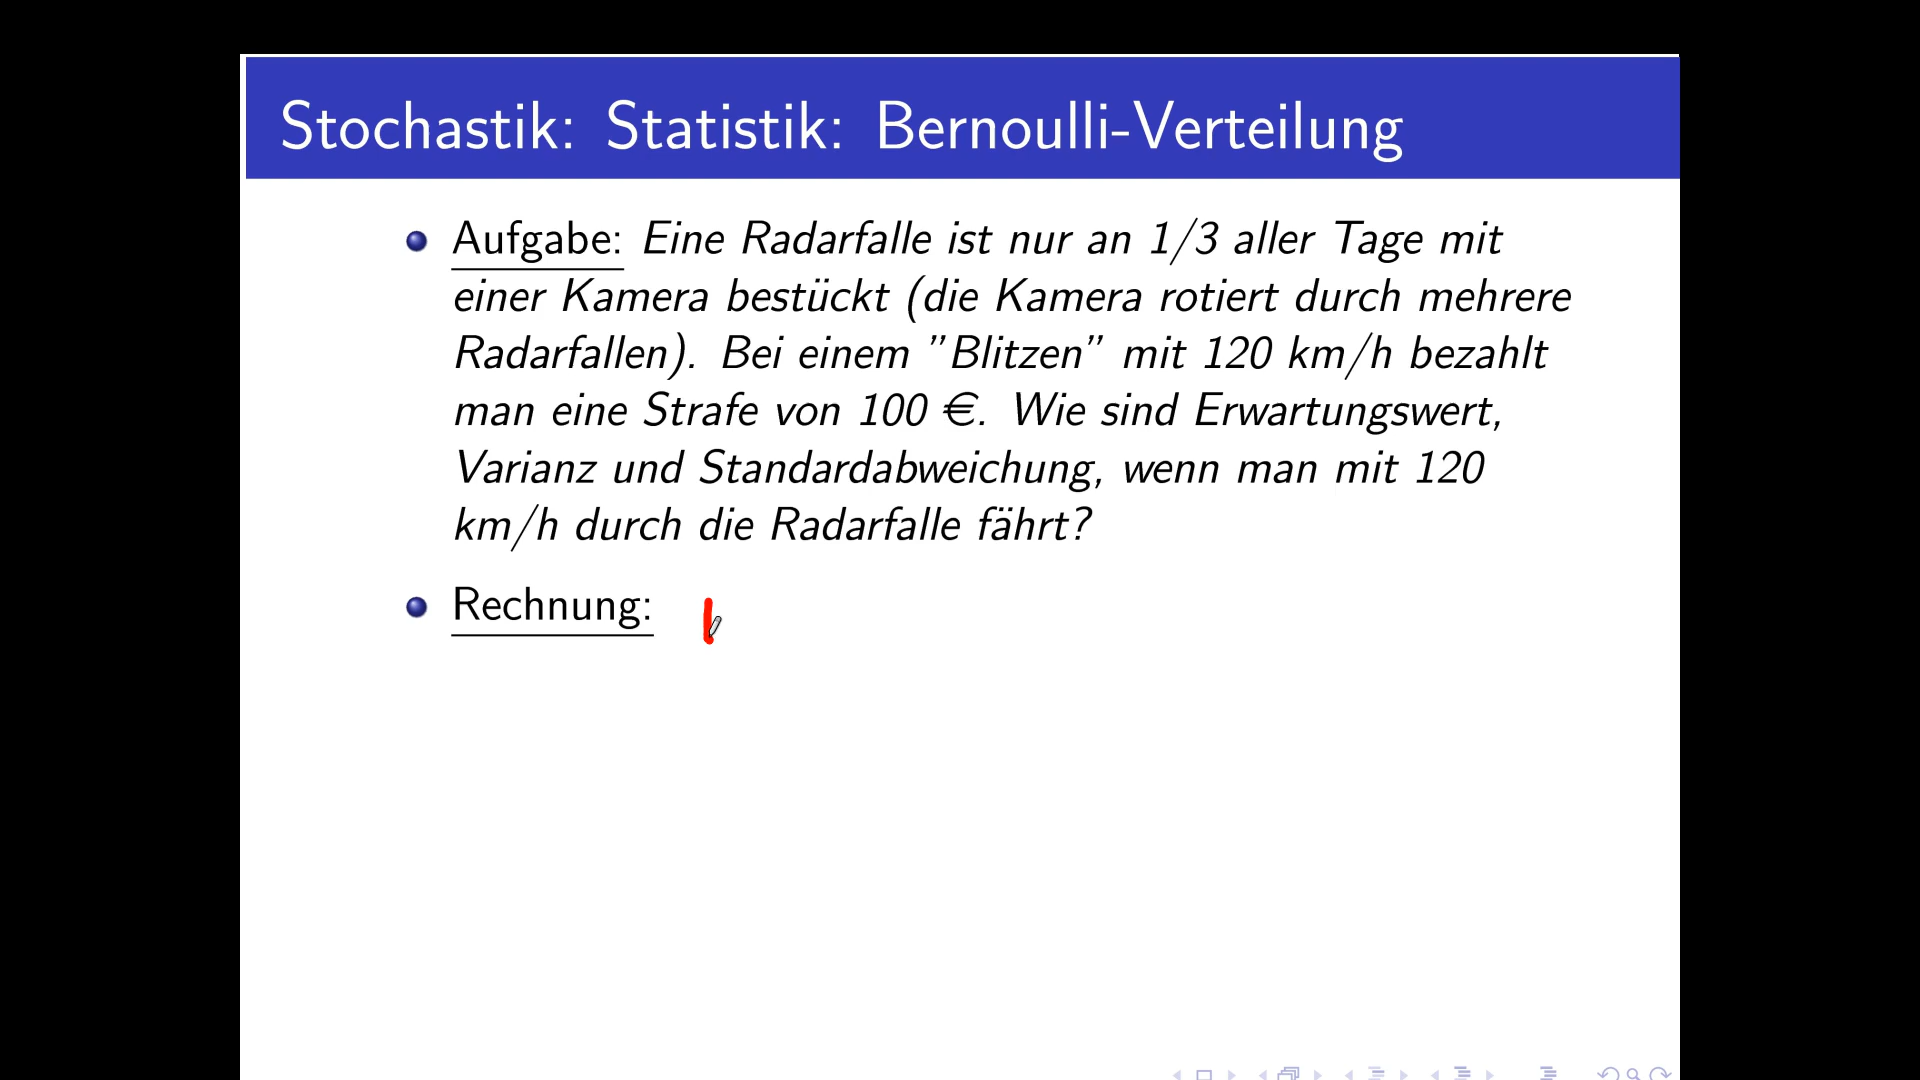 Stochastik: Statistik: Bernoulli-Verteilung
Aufgabe: Eine Radarfalle ist nur an 1/3 aller Tage mit
einer Kamera bestückt (die Kamera rotiert durch mehrere
Radarfallen). Bei einem ”Blitzen” mit 120 km/h bezahlt
man eine Strafe von 100 €. Wie sind Erwartungswert,
Varianz und Standardabweichung, wenn man mit 120
km/h durch die Radarfalle fährt?
Rechnung: